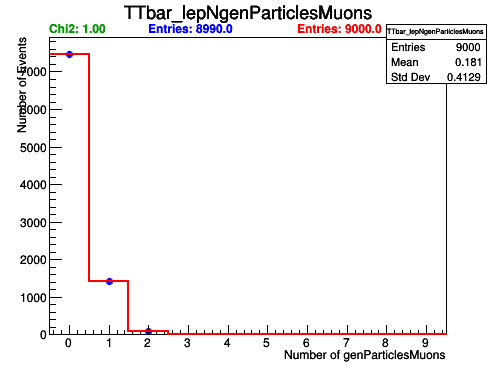 TTbar_lepNgenParticlesMuons
Chi2: 1.00 Entries: 8990.0 Entries: 9000.0
TTbar_lepNgenParticlesMuons
Entries 9000
Mean 0.181
Std Dev 0.4129
Number of Events
7000
6000
5000
4000
3000
2000
1000
0
0 1 2 3 4 5 6 7 8 9
Number of genParticlesMuons